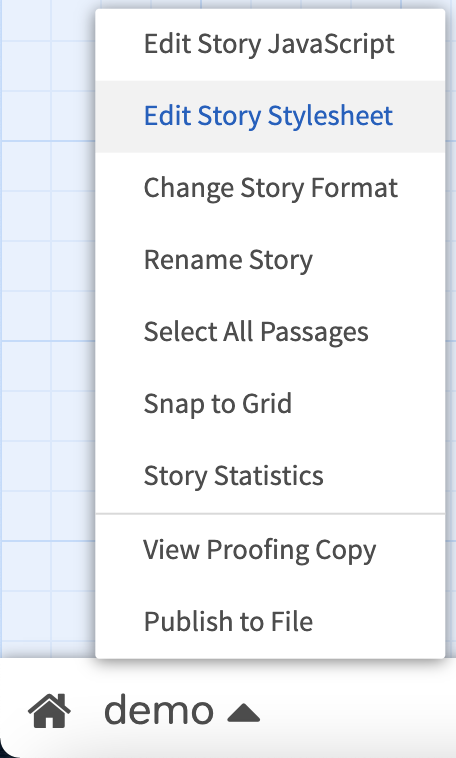 Edit Story JavaScript
Edit Story Stylesheet
Change Story Format
Rename Story
Select All Passages
Snap to Grid
Story Statistics
View Proofing Copy
Publish to File
demo